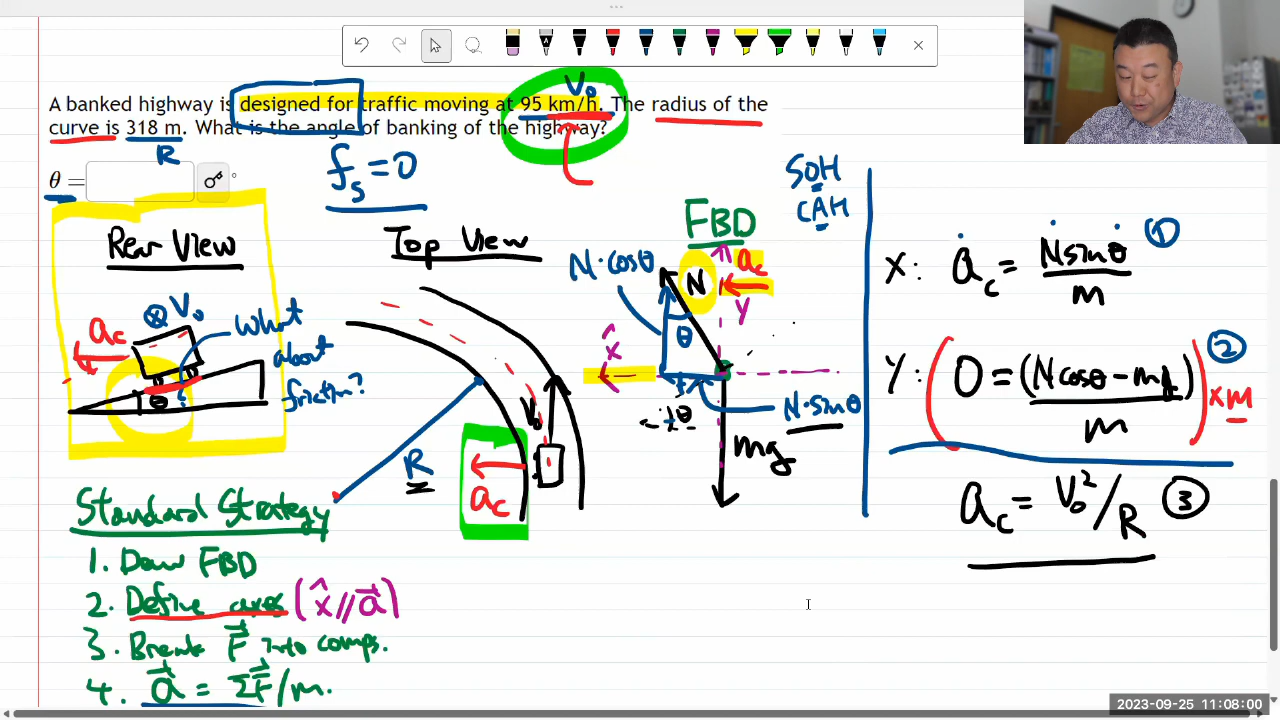 A banked highway is designed for traffic moving at 95 km/h. The radius of the
curve is 318 m. What is the angle of banking of the highway?
V₀
R
θ =
°
fₛ = 0
Rear View
V₀
a_c
What
about
friction?
θ
Top View
V₀
R
a_c
SOH
CAH
FBD
N·cosθ
N
a_c
y
θ
x̂
N·sinθ
mg
X: a_c = Nsinθ/m ①
Y: (0 = (Ncosθ - mg)/m) ×m ②
a_c = V₀²/R ③
Standard Strategy
1. Draw FBD
2. Define axes (x̂ // a⃗)
3. Break F⃗ into comps.
4. a⃗ = ΣF⃗/m.
2023-09-25 11:08:00